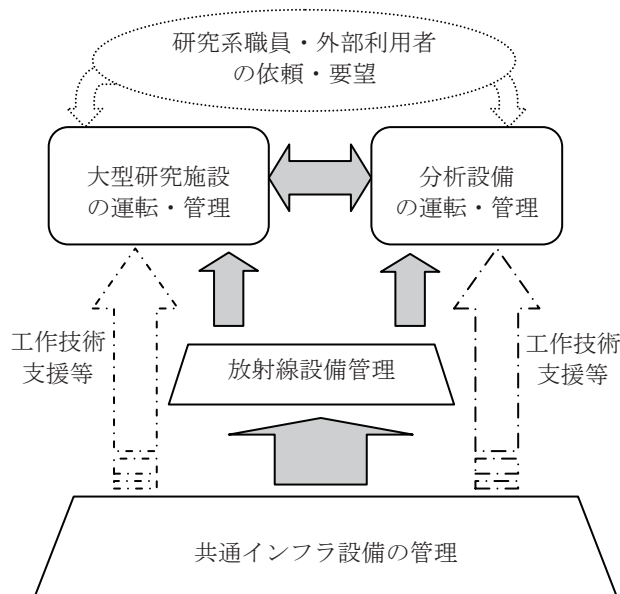 研究系職員・外部利用者
の依頼・要望
大型研究施設
の運転・管理
分析設備
の運転・管理
工作技術
支援等
放射線設備管理
工作技術
支援等
共通インフラ設備の管理